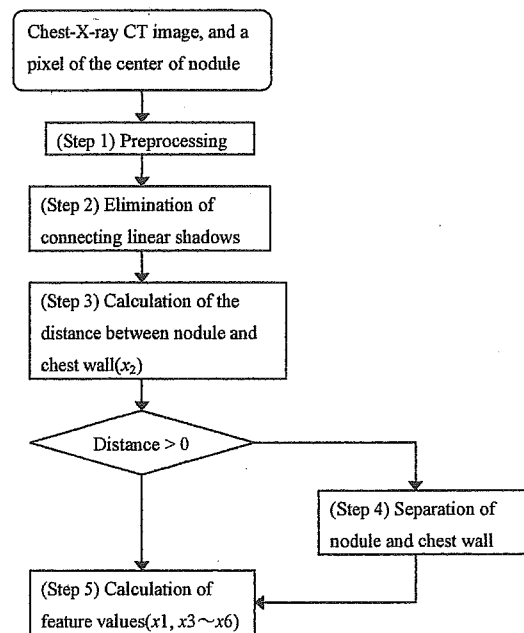 Chest-X-ray CT image, and a
pixel of the center of nodule
(Step 1) Preprocessing
(Step 2) Elimination of
connecting linear shadows
(Step 3) Calculation of the
distance between nodule and
chest wall(x₂)
Distance > 0
(Step 4) Separation of
nodule and chest wall
(Step 5) Calculation of
feature values(x1, x3～x6)